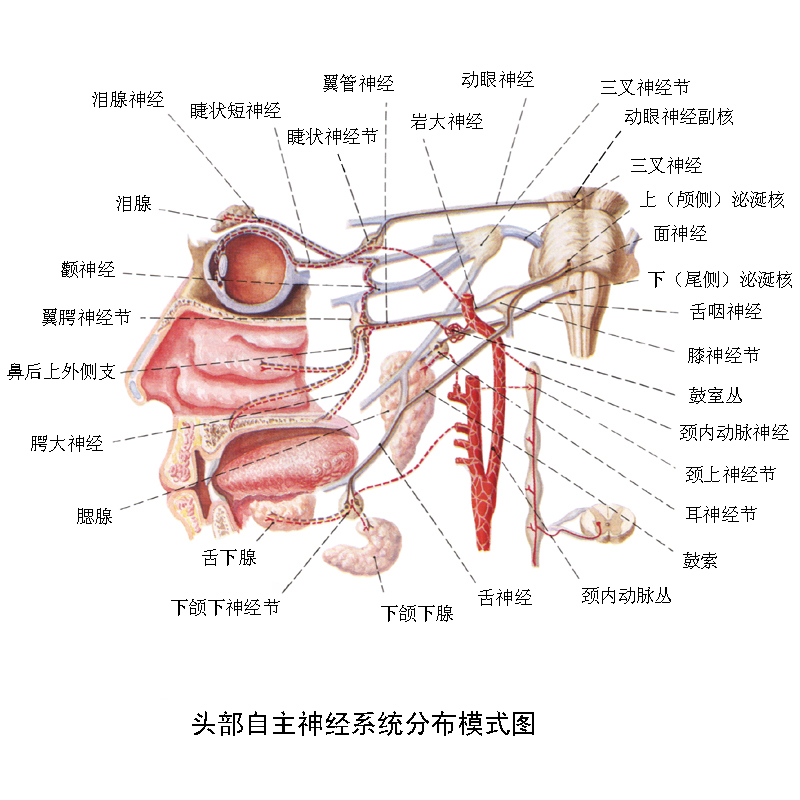 翼管神经
动眼神经
三叉神经节
泪腺神经
睫状短神经
岩大神经
动眼神经副核
睫状神经节
三叉神经
泪腺
上（颅侧）泌涎核
面神经
颧神经
下（尾侧）泌涎核
翼腭神经节
舌咽神经
膝神经节
鼻后上外侧支
鼓室丛
颈内动脉神经
腭大神经
颈上神经节
腮腺
耳神经节
舌下腺
鼓索
下颌下神经节
下颌下腺
舌神经
颈内动脉丛
头部自主神经系统分布模式图